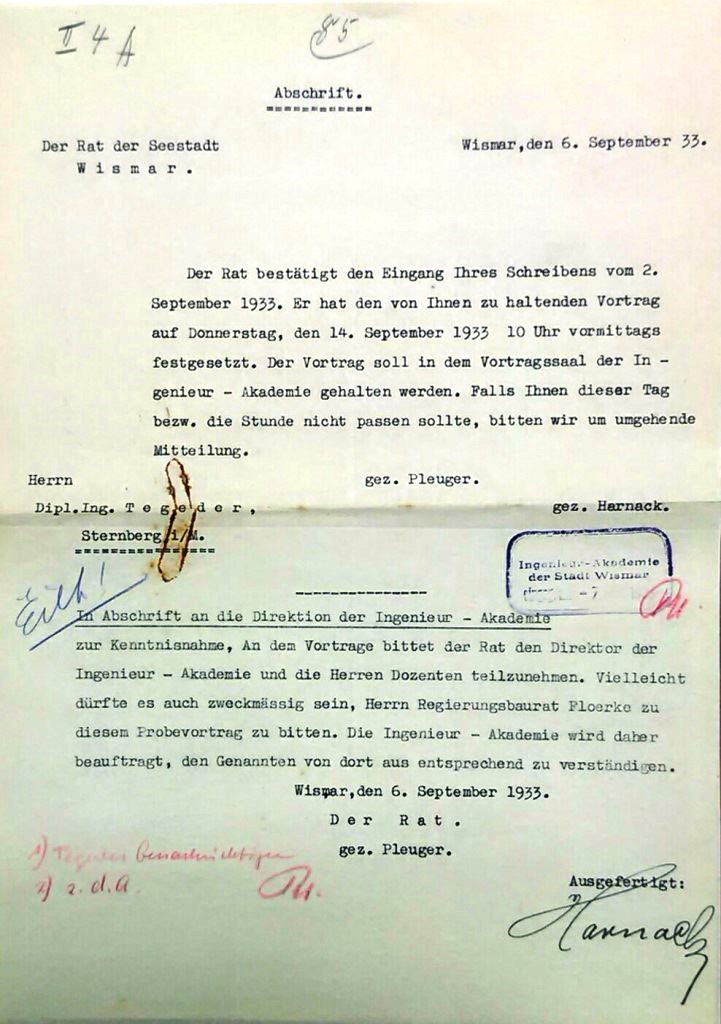 II 4 A
85
Abschrift.
Der Rat der Seestadt
Wismar.
Wismar,den 6. September 33.
Der Rat bestätigt den Eingang Ihres Schreibens vom 2.
September 1933. Er hat den von Ihnen zu haltenden Vortrag
auf Donnerstag, den 14. September 1933 10 Uhr vormittags
festgesetzt. Der Vortrag soll in dem Vortragssaal der In -
genieur - Akademie gehalten werden. Falls Ihnen dieser Tag
bezw. die Stunde nicht passen sollte, bitten wir um umgehende
Mitteilung.
Herrn
gez. Pleuger.
Dipl.Ing. Tegeder,
gez. Harnack.
Sternberg i/M.
Ingenieur-Akademie
der Stadt Wismar
7
Eilt!
In Abschrift an die Direktion der Ingenieur - Akademie
zur Kenntnisnahme, An dem Vortrage bittet der Rat den Direktor der
Ingenieur - Akademie und die Herren Dozenten teilzunehmen. Vielleicht
dürfte es auch zweckmässig sein, Herrn Regierungsbaurat Floerke zu
diesem Probevortrag zu bitten. Die Ingenieur - Akademie wird daher
beauftragt, den Genannten von dort aus entsprechend zu verständigen.
Wismar,den 6. September 1933.
Der Rat.
gez. Pleuger.
1) Tegeder benachrichtigen
2) z.d.A.
Ausgefertigt:
Harnack